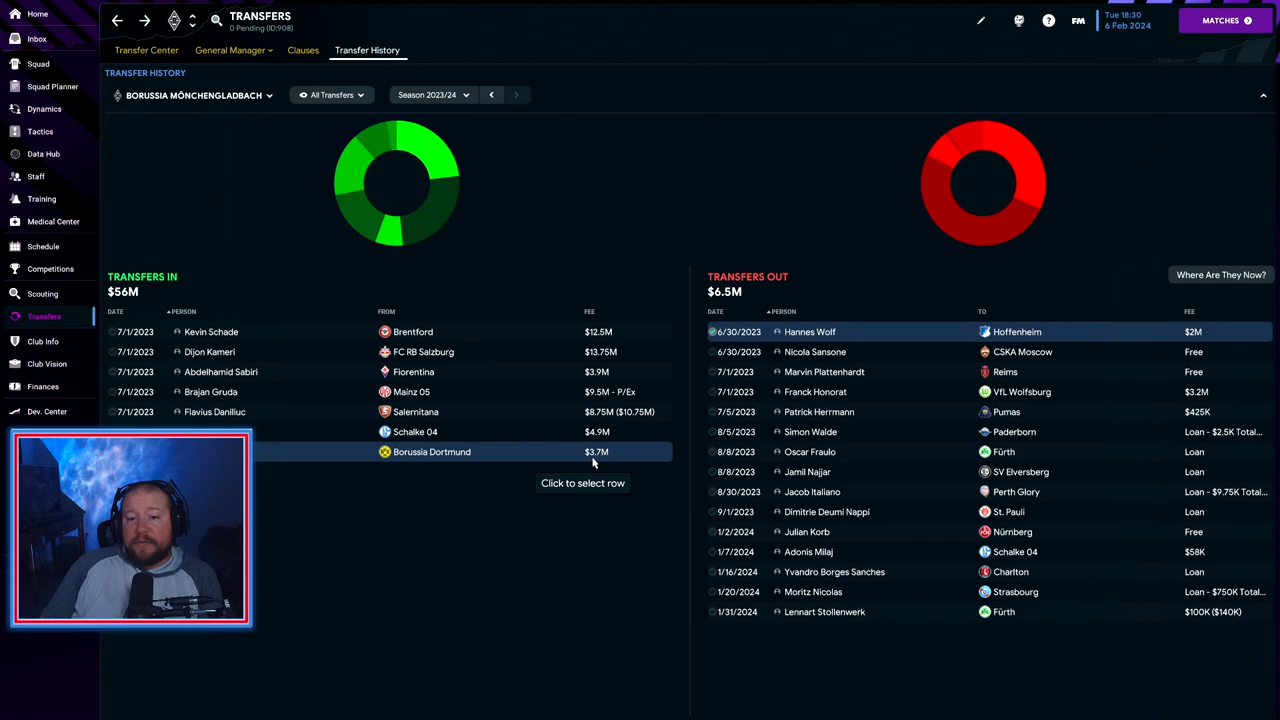 Home
Inbox
Squad
Squad Planner
Dynamics
Tactics
Data Hub
Staff
Training
Medical Center
Schedule
Competitions
Scouting
Transfers
Club Info
Club Vision
Finances
Dev. Center
TRANSFERS
0 Pending (ID:908)
FM
Tue 18:30
6 Feb 2024
MATCHES
Transfer Center General Manager Clauses Transfer History
TRANSFER HISTORY
BORUSSIA MÖNCHENGLADBACH All Transfers Season 2023/24
TRANSFERS IN
$56M
DATE PERSON FROM FEE
7/1/2023 Kevin Schade Brentford $12.5M
7/1/2023 Dijon Kameri FC RB Salzburg $13.75M
7/1/2023 Abdelhamid Sabiri Fiorentina $3.9M
7/1/2023 Brajan Gruda Mainz 05 $9.5M - P/Ex
7/1/2023 Flavius Daniliuc Salernitana $8.75M ($10.75M)
Schalke 04 $4.9M
Borussia Dortmund $3.7M
Click to select row
TRANSFERS OUT
$6.5M
Where Are They Now?
DATE PERSON TO FEE
6/30/2023 Hannes Wolf Hoffenheim $2M
6/30/2023 Nicola Sansone CSKA Moscow Free
7/1/2023 Marvin Plattenhardt Reims Free
7/1/2023 Franck Honorat VfL Wolfsburg $3.2M
7/5/2023 Patrick Herrmann Pumas $425K
8/5/2023 Simon Walde Paderborn Loan - $2.5K Total...
8/8/2023 Oscar Fraulo Fürth Loan
8/8/2023 Jamil Najjar SV Elversberg Loan
8/30/2023 Jacob Italiano Perth Glory Loan - $9.75K Total...
9/1/2023 Dimitrie Deumi Nappi St. Pauli Loan
1/2/2024 Julian Korb Nürnberg Free
1/7/2024 Adonis Milaj Schalke 04 $58K
1/16/2024 Yvandro Borges Sanches Charlton Loan
1/20/2024 Moritz Nicolas Strasbourg Loan - $750K Total...
1/31/2024 Lennart Stollenwerk Fürth $100K ($140K)